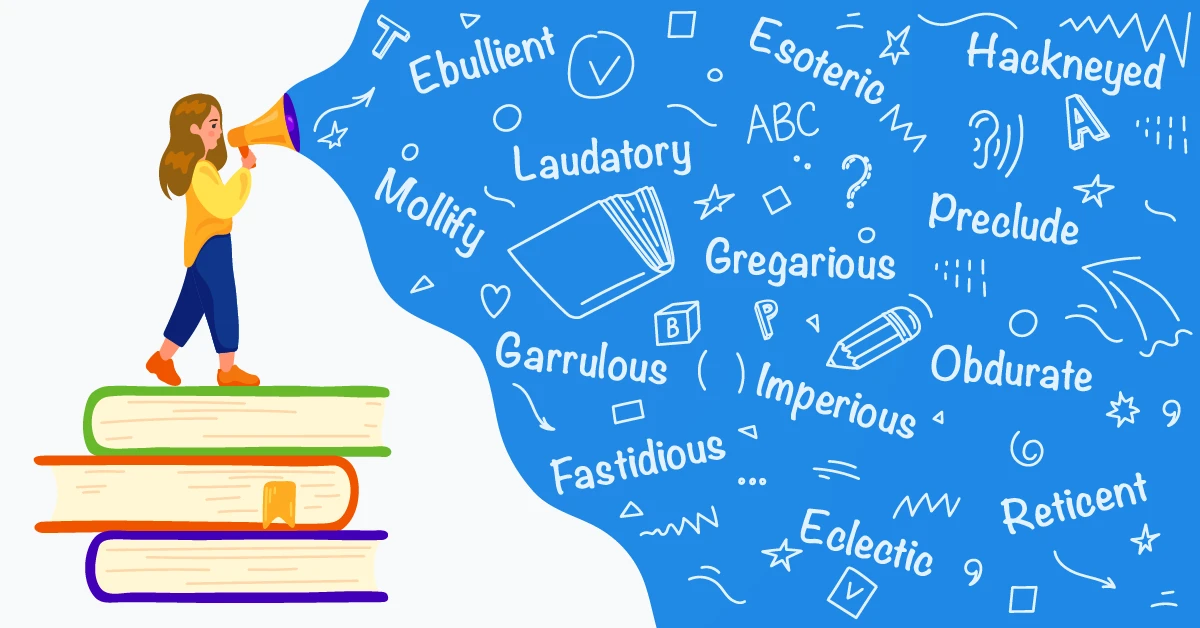 T
Ebullient
Esoteric
Hackneyed
ABC
A
Laudatory
Mollify
?
Preclude
Gregarious
B
P
Garrulous
( )
Imperious
Obdurate
Fastidious
...
Reticent
Eclectic